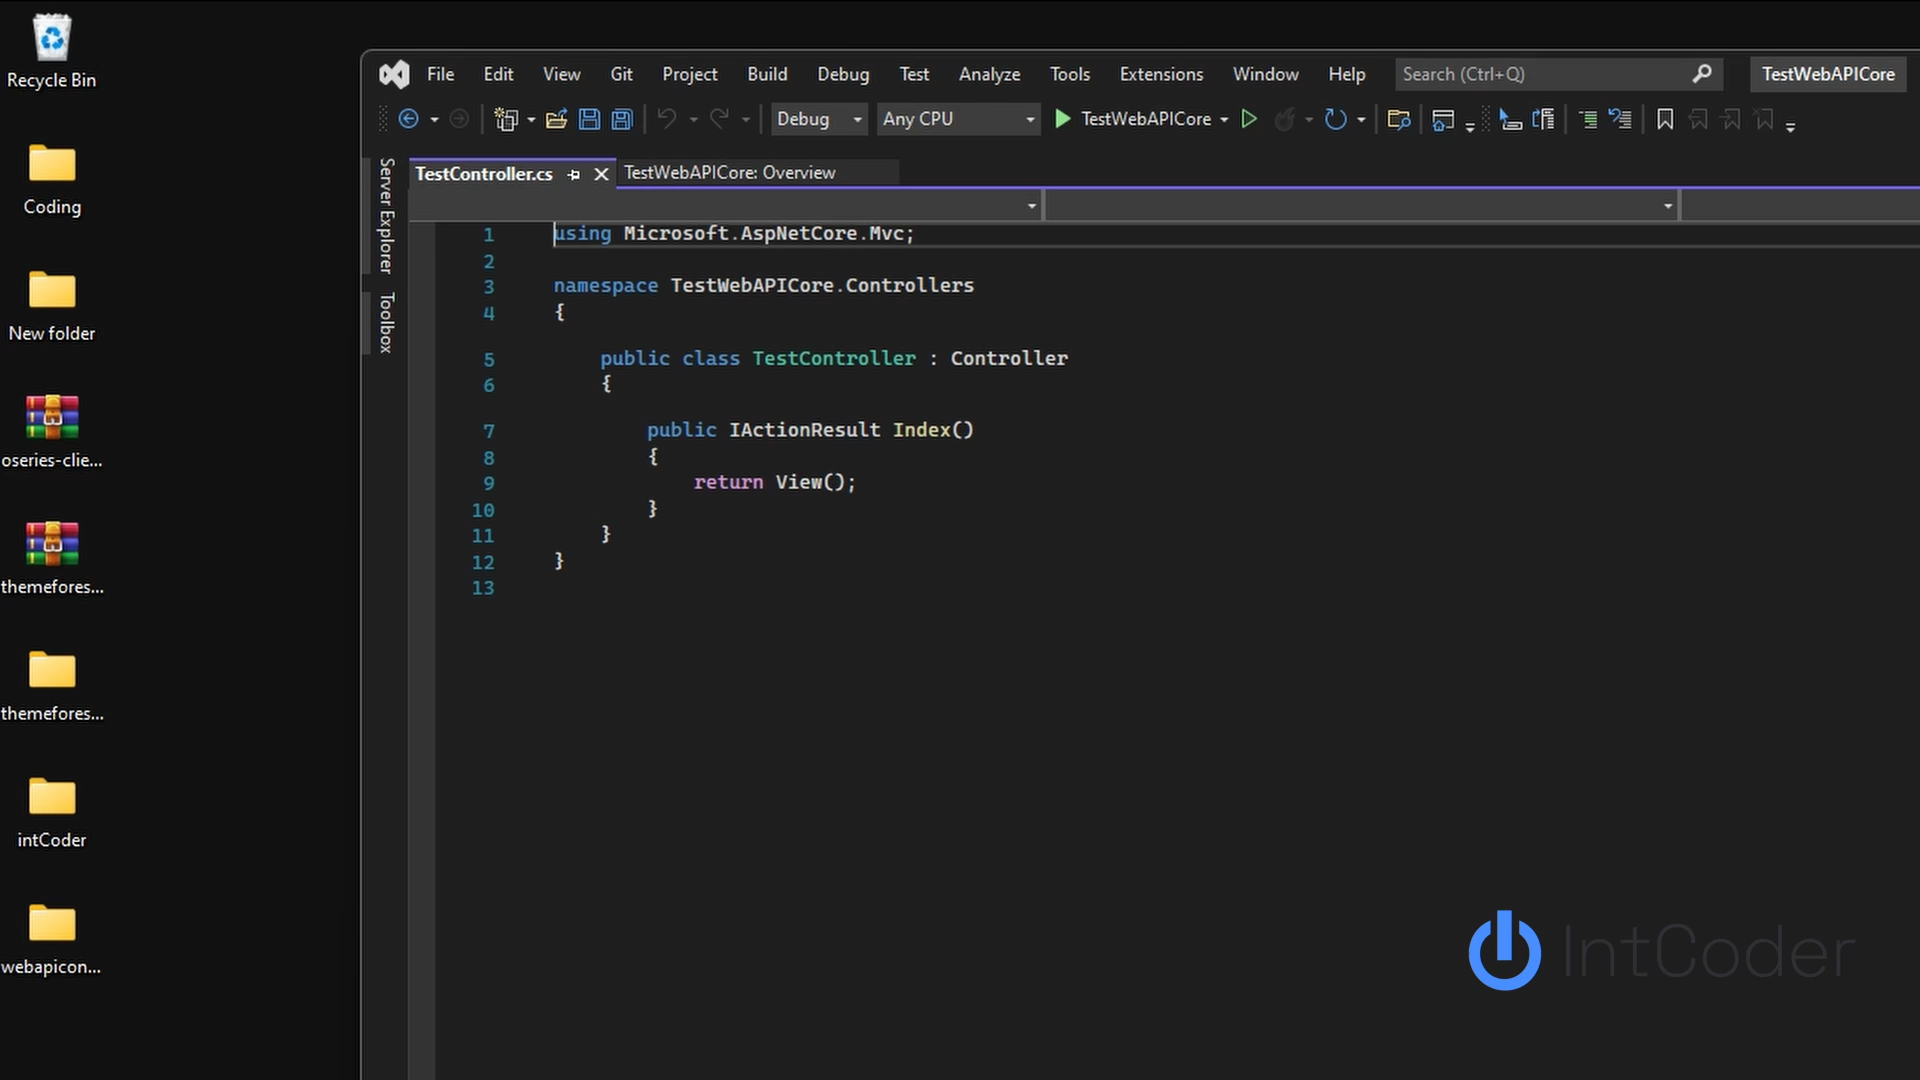 Recycle Bin
Coding
New folder
oseries-clie...
themefores...
themefores...
intCoder
webapicon...
File Edit View Git Project Build Debug Test Analyze Tools Extensions Window Help Search (Ctrl+Q) TestWebAPICore
Debug Any CPU TestWebAPICore
Server Explorer
Toolbox
TestController.cs TestWebAPICore: Overview
1 using Microsoft.AspNetCore.Mvc;
2
3 namespace TestWebAPICore.Controllers
4 {
5 public class TestController : Controller
6 {
7 public IActionResult Index()
8 {
9 return View();
10 }
11 }
12 }
13
IntCoder